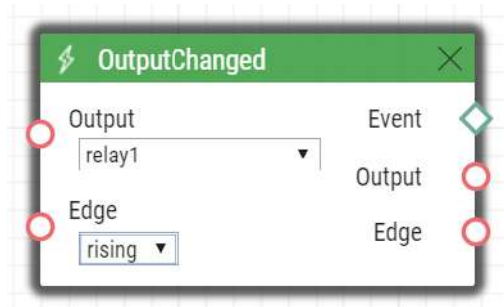 OutputChanged
Output
Event
relay1
Output
Edge
Edge
rising